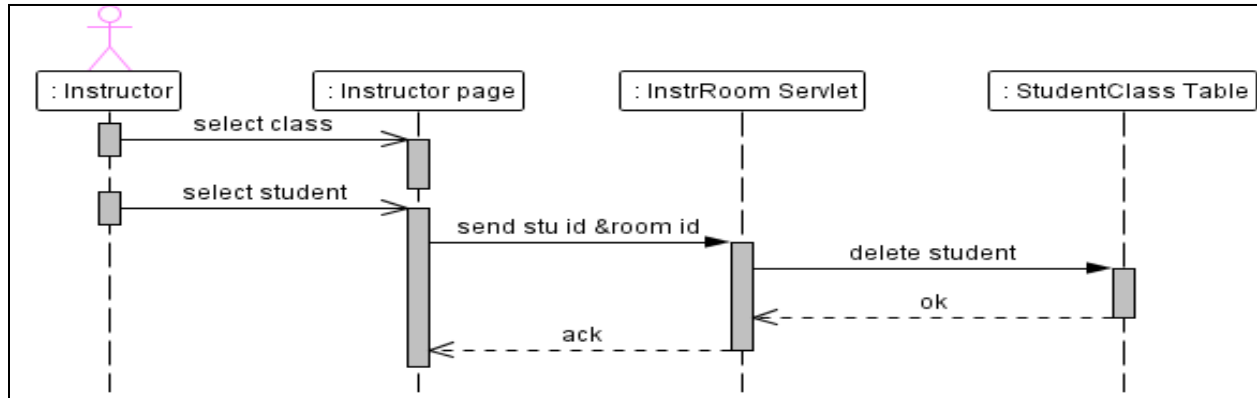 : Instructor
: Instructor page
: InstrRoom Servlet
: StudentClass Table
select class
select student
send stu id &room id
delete student
ok
ack